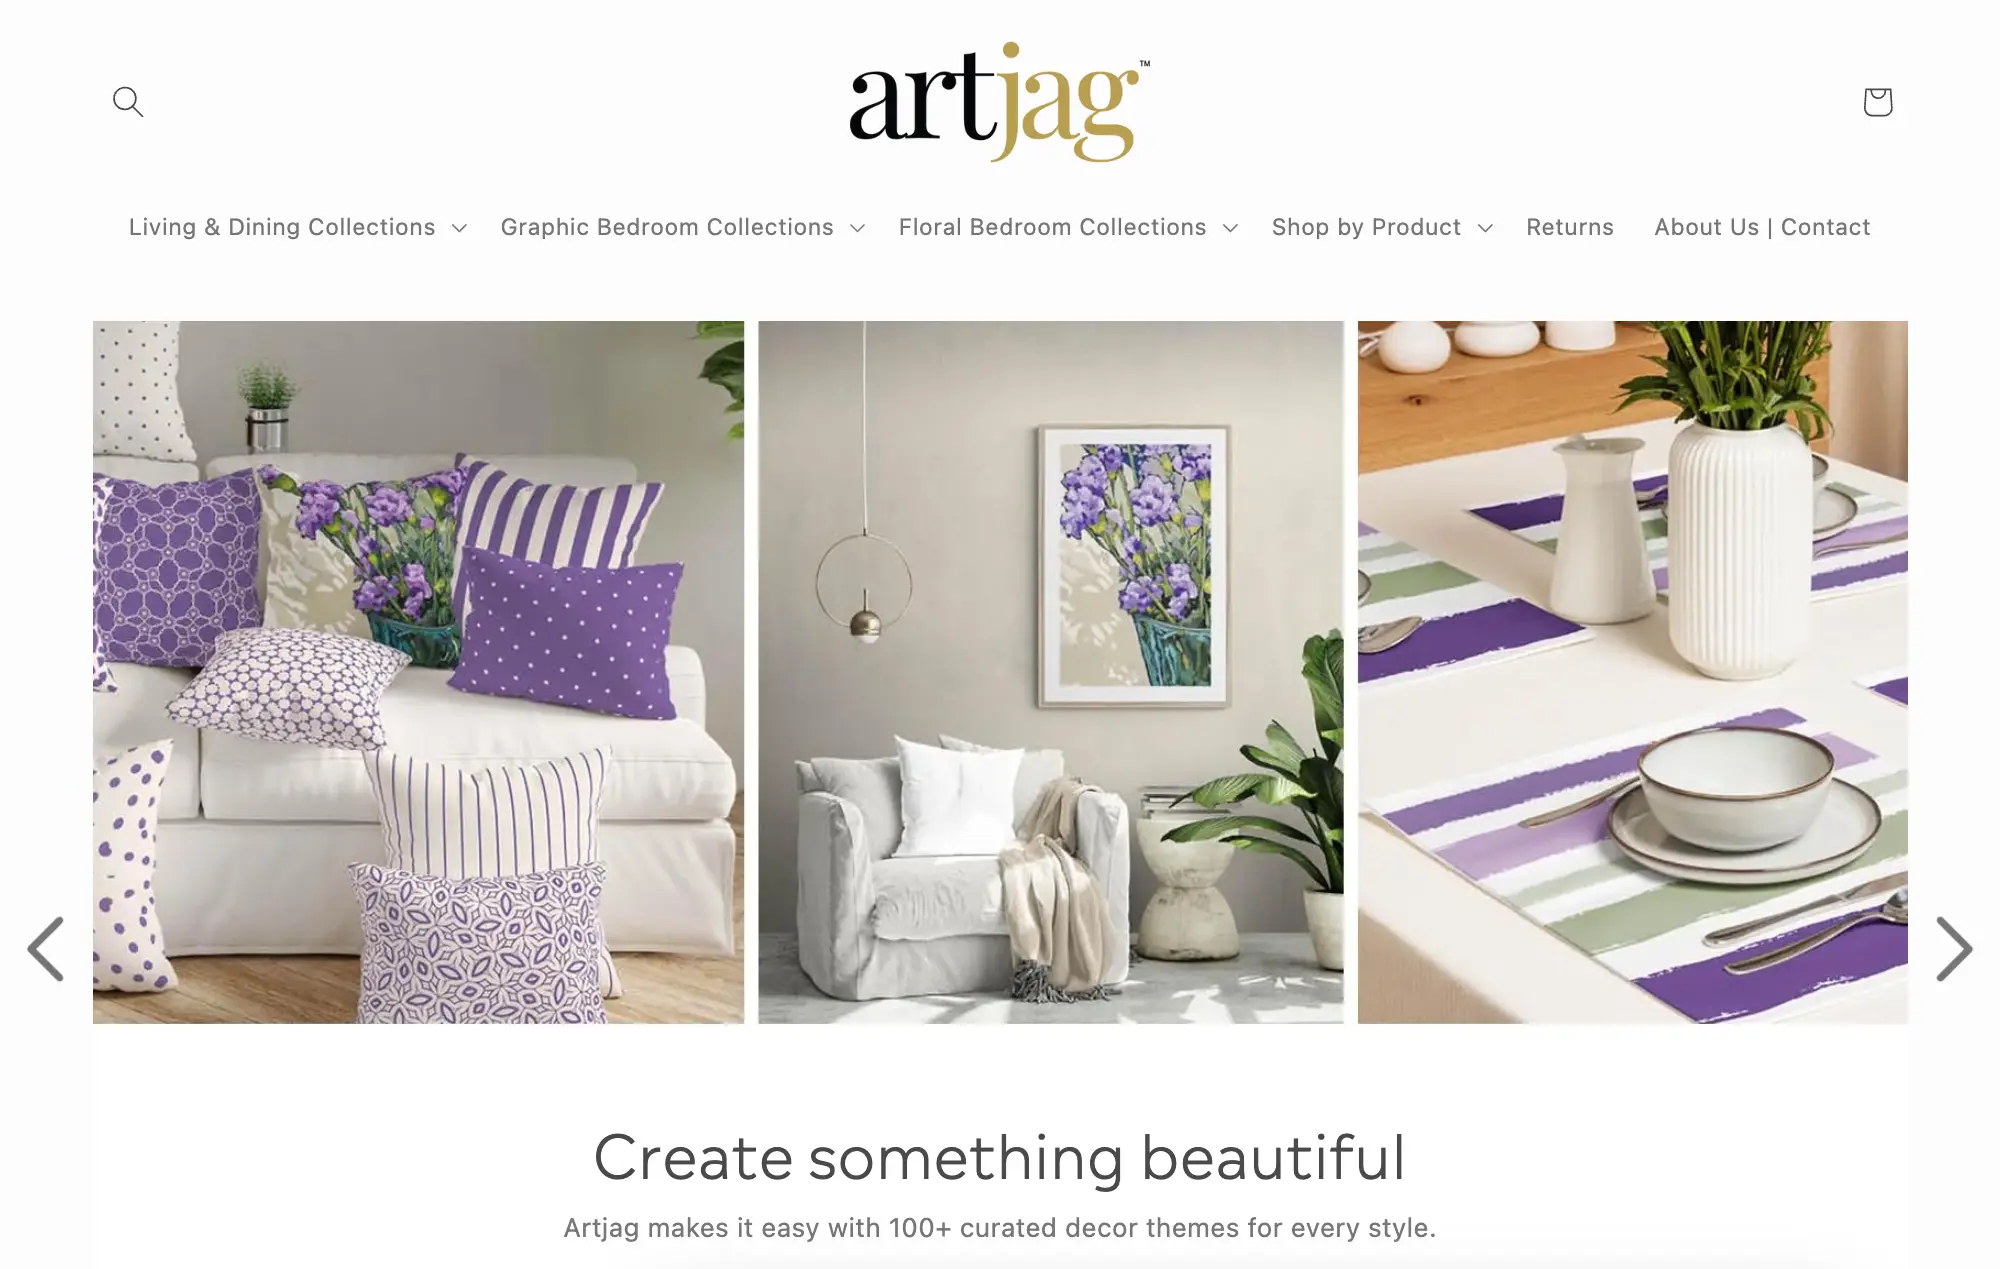 artjag™
Living & Dining Collections Graphic Bedroom Collections Floral Bedroom Collections Shop by Product Returns About Us | Contact
Create something beautiful
Artjag makes it easy with 100+ curated decor themes for every style.